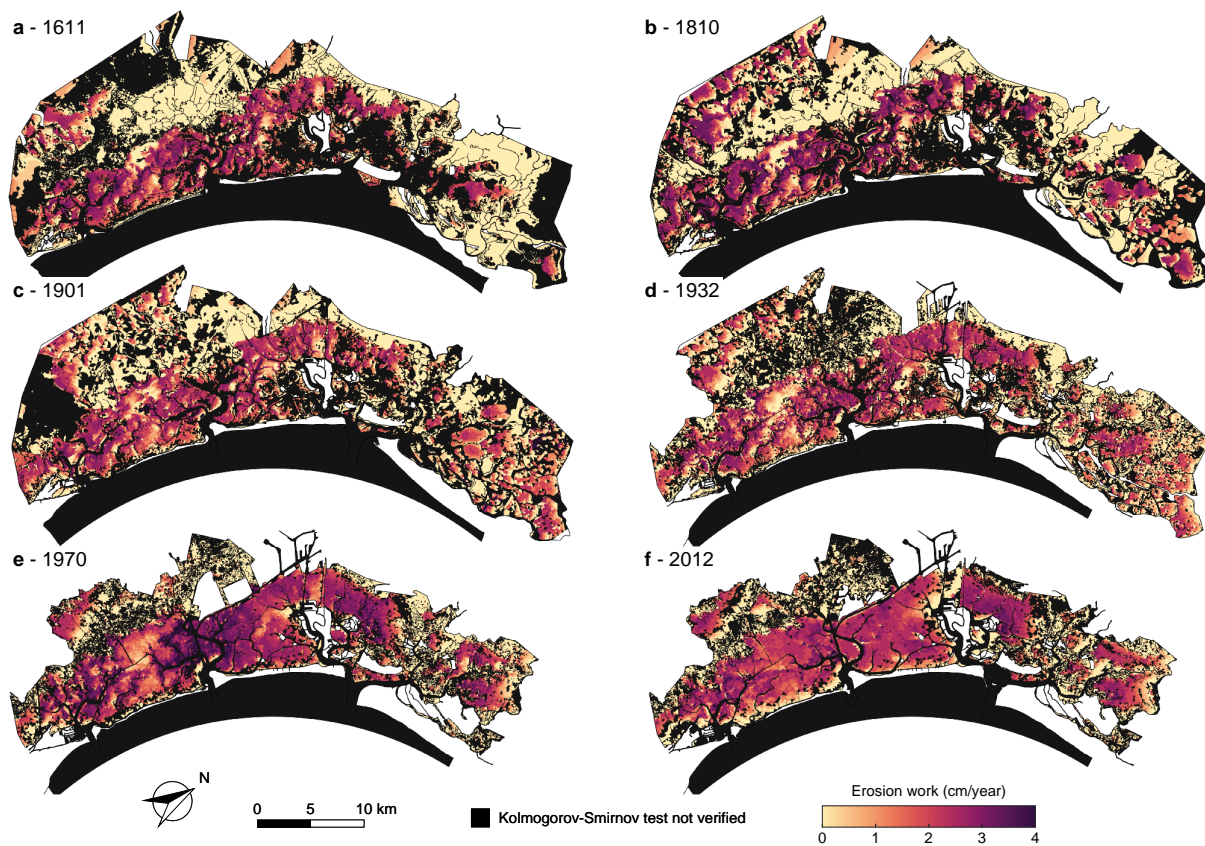 a - 1611
b - 1810
c - 1901
d - 1932
e - 1970
f - 2012
N
0 5 10 km
Kolmogorov-Smirnov test not verified
Erosion work (cm/year)
0 1 2 3 4